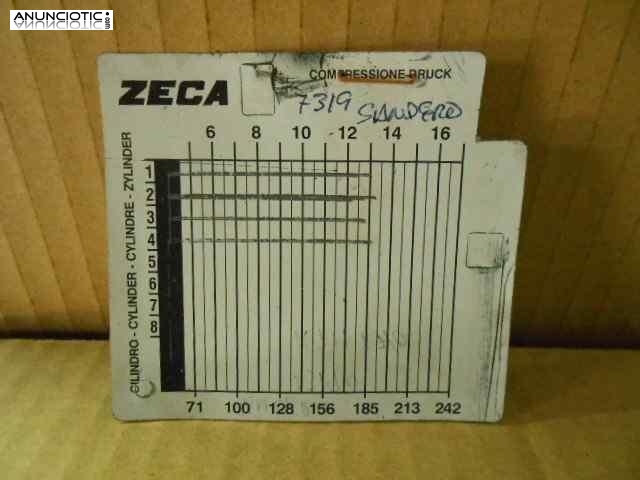 ANUNCIOTIC.com
ZECA
COMPRESSIONE DRUCK
7319 SANDERO
6 8 10 12 14 16
CILINDRO - CYLINDER - CYLINDRE - ZYLINDER
1
2
3
4
5
6
7
8
71 100 128 156 185 213 242